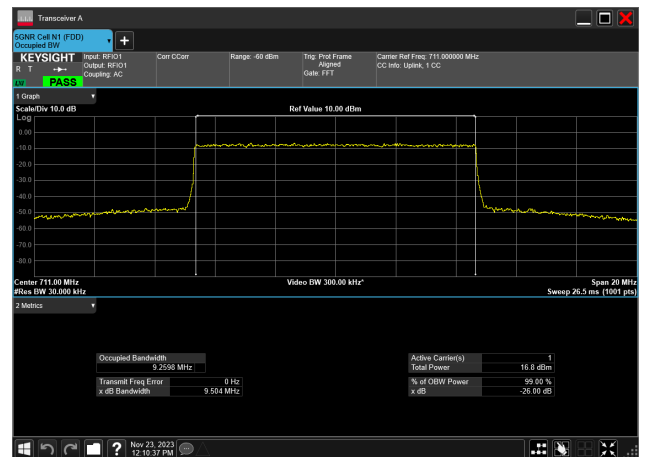 Transceiver A
5GNR Cell N1 (FDD)
Occupied BW
KEYSIGHT
R T
LXI
PASS
Input: RFIO1
Output: RFIO1
Coupling: AC
Corr CCorr
Range: -60 dBm
Trig: Prot Frame
Aligned
Gate: FFT
Carrier Ref Freq: 711.000000 MHz
CC Info: Uplink, 1 CC
1 Graph
Scale/Div 10.0 dB
Ref Value 10.00 dBm
Log
0.00
-10.0
-20.0
-30.0
-40.0
-50.0
-60.0
-70.0
-80.0
Center 711.00 MHz
Video BW 300.00 kHz*
Span 20 MHz
#Res BW 30.000 kHz
Sweep 26.5 ms (1001 pts)
2 Metrics
Occupied Bandwidth
9.2598 MHz
Active Carrier(s) 1
Total Power 16.8 dBm
Transmit Freq Error 0 Hz
x dB Bandwidth 9.504 MHz
% of OBW Power 99.00 %
x dB -26.00 dB
?
Nov 23, 2023
12:10:37 PM